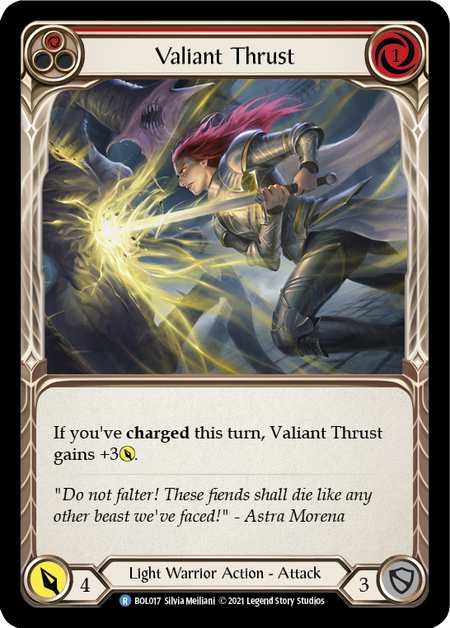 Valiant Thrust
1
If you've charged this turn, Valiant Thrust
gains +3.
"Do not falter! These fiends shall die like any
other beast we've faced!" - Astra Morena
4
Light Warrior Action - Attack
3
R BOL017 Silvia Meiliani © 2021 Legend Story Studios